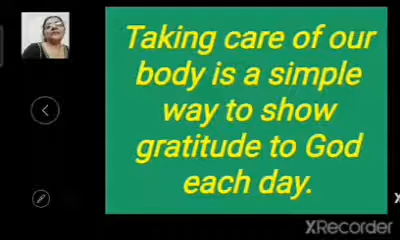 Taking care of our
body is a simple
way to show
gratitude to God
each day.
XRecorder